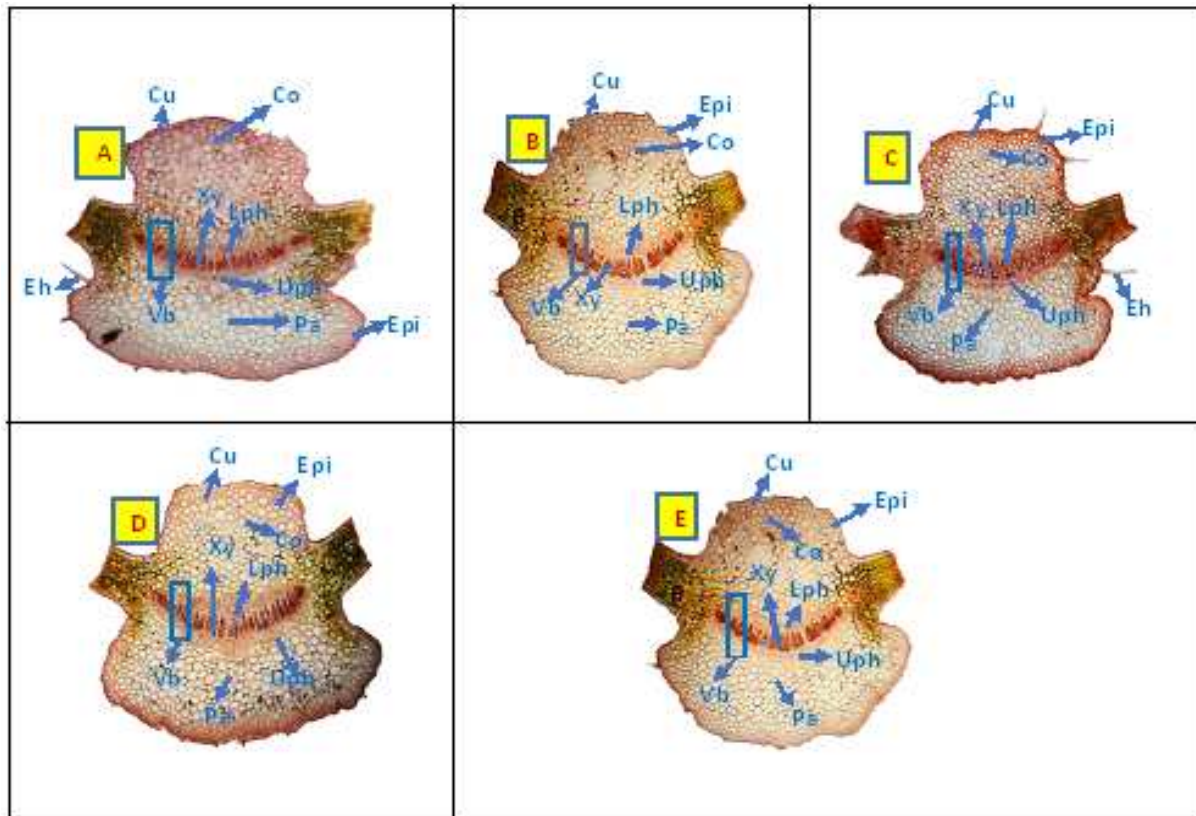 Cu Co
A
Xy Lph
Eh Vb Uph
Pa Epi
Cu
Epi
B Co
Lph
Uph
Vb Xy
Pa
Cu
Epi
C Co
Xy Lph
Vb Uph Eh
Pa
Cu Epi
D
Xy Co
Lph
Vb Uph
Pa
Cu
Epi
E
Co
Xy Lph
Uph
Vb
Pa